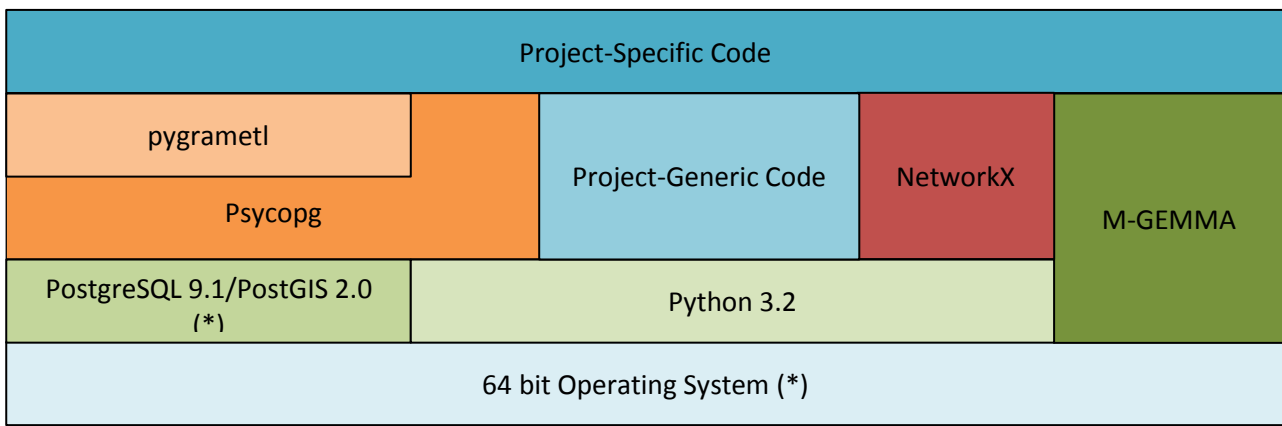 Project-Specific Code
pygrametl
Project-Generic Code
NetworkX
Psycopg
M-GEMMA
PostgreSQL 9.1/PostGIS 2.0
(*)
Python 3.2
64 bit Operating System (*)